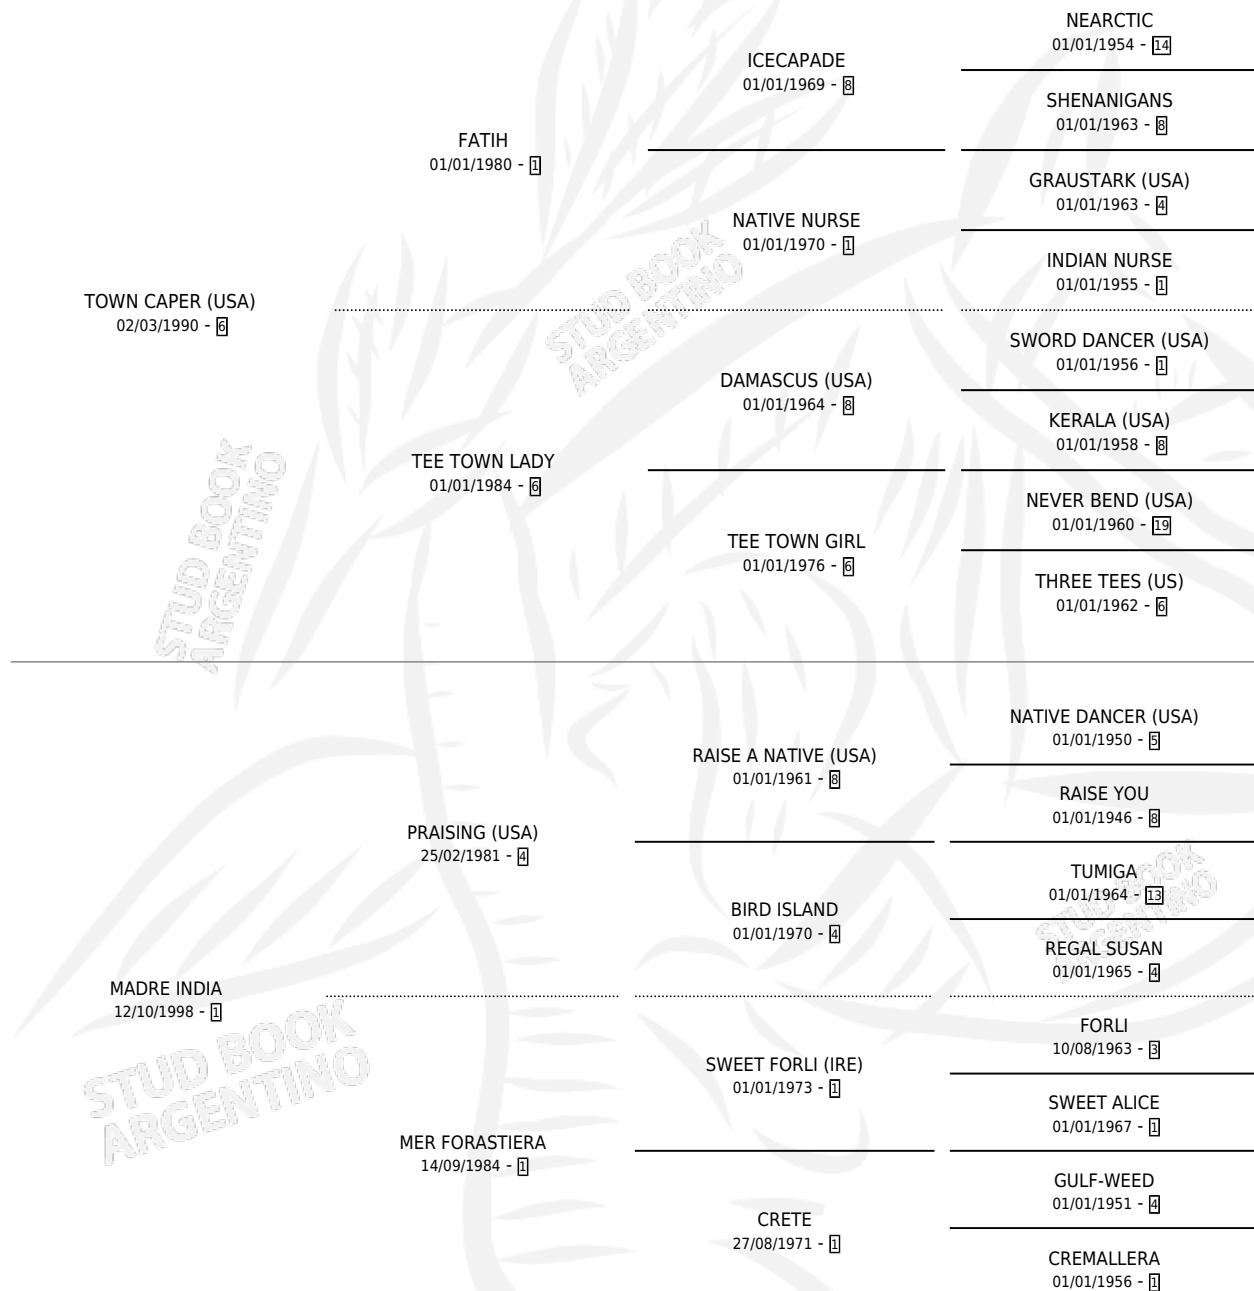 NEARCTIC
01/01/1954 - 14
ICECAPADE
01/01/1969 - 8
SHENANIGANS
01/01/1963 - 8
FATIH
01/01/1980 - 1
GRAUSTARK (USA)
01/01/1963 - 4
NATIVE NURSE
01/01/1970 - 1
INDIAN NURSE
01/01/1955 - 1
TOWN CAPER (USA)
02/03/1990 - 6
SWORD DANCER (USA)
01/01/1956 - 1
DAMASCUS (USA)
01/01/1964 - 8
KERALA (USA)
01/01/1958 - 8
TEE TOWN LADY
01/01/1984 - 6
NEVER BEND (USA)
01/01/1960 - 19
TEE TOWN GIRL
01/01/1976 - 6
THREE TEES (US)
01/01/1962 - 6
NATIVE DANCER (USA)
01/01/1950 - 5
RAISE A NATIVE (USA)
01/01/1961 - 8
RAISE YOU
01/01/1946 - 8
PRAISING (USA)
25/02/1981 - 4
TUMIGA
01/01/1964 - 13
BIRD ISLAND
01/01/1970 - 4
REGAL SUSAN
01/01/1965 - 4
MADRE INDIA
12/10/1998 - 1
FORLI
10/08/1963 - 3
SWEET FORLI (IRE)
01/01/1973 - 1
SWEET ALICE
01/01/1967 - 1
MER FORASTIERA
14/09/1984 - 1
GULF-WEED
01/01/1951 - 4
CRETE
27/08/1971 - 1
CREMALLERA
01/01/1956 - 1
STUD BOOK
ARGENTINO
STUD BOOK
ARGENTINO
STUD BOOK
ARGENTINO
STUD BOOK
ARGENTINO